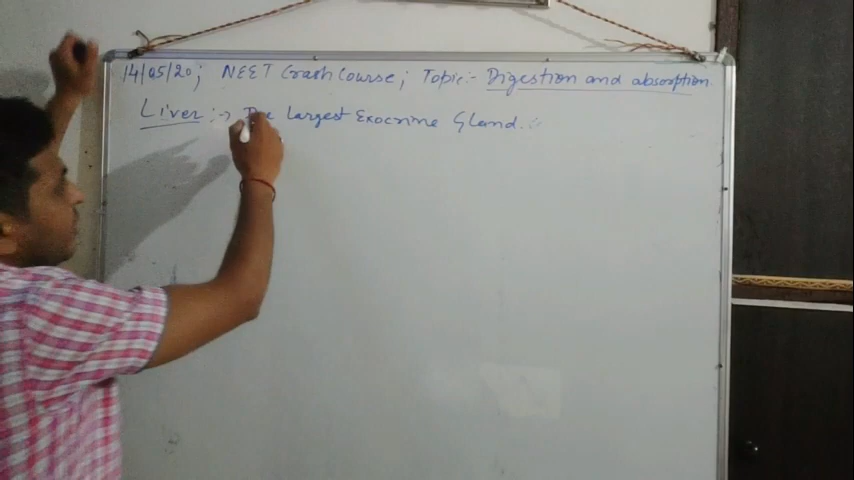 14/05/20; NEET Crash Course; Topic:- Digestion and absorption.
Liver :→ The Largest Exocrine Gland.